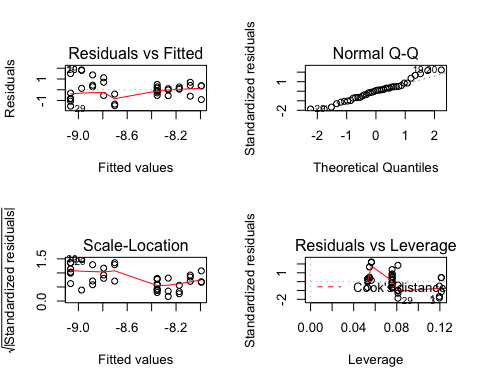 Residuals vs Fitted
Residuals
1
-1
29
-9.0
-8.6
-8.2
Fitted values
Normal Q-Q
Standardized residuals
-2
-2
-1
0
1
2
Theoretical Quantiles
Scale-Location
√|Standardized residuals|
1.5
0.0
-9.0
-8.6
-8.2
Fitted values
Residuals vs Leverage
Standardized residuals
2
-2
Cook's distance
29
0.00
0.04
0.08
0.12
Leverage